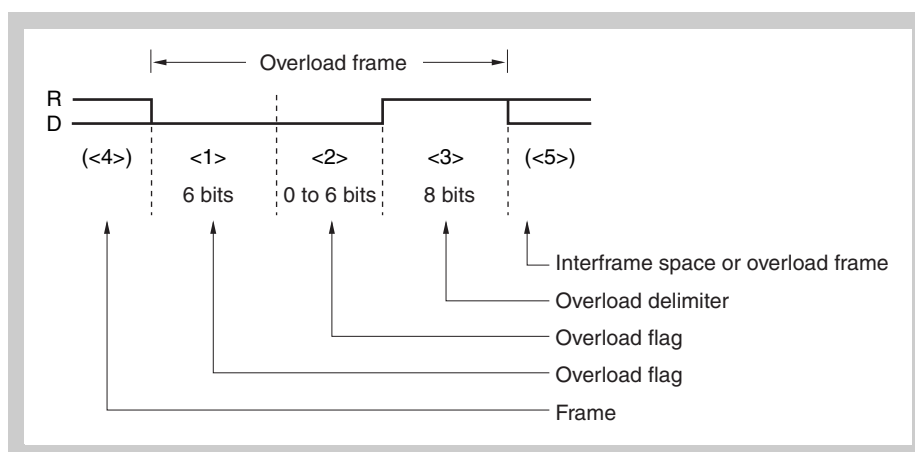 Overload frame
R
D
(<4>) <1> <2> <3> (<5>)
6 bits 0 to 6 bits 8 bits
Interframe space or overload frame
Overload delimiter
Overload flag
Overload flag
Frame